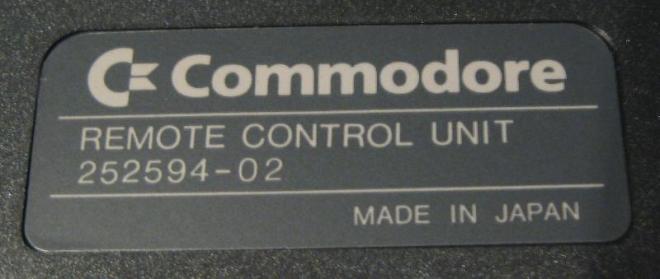 Commodore
REMOTE CONTROL UNIT
252594-02
MADE IN JAPAN